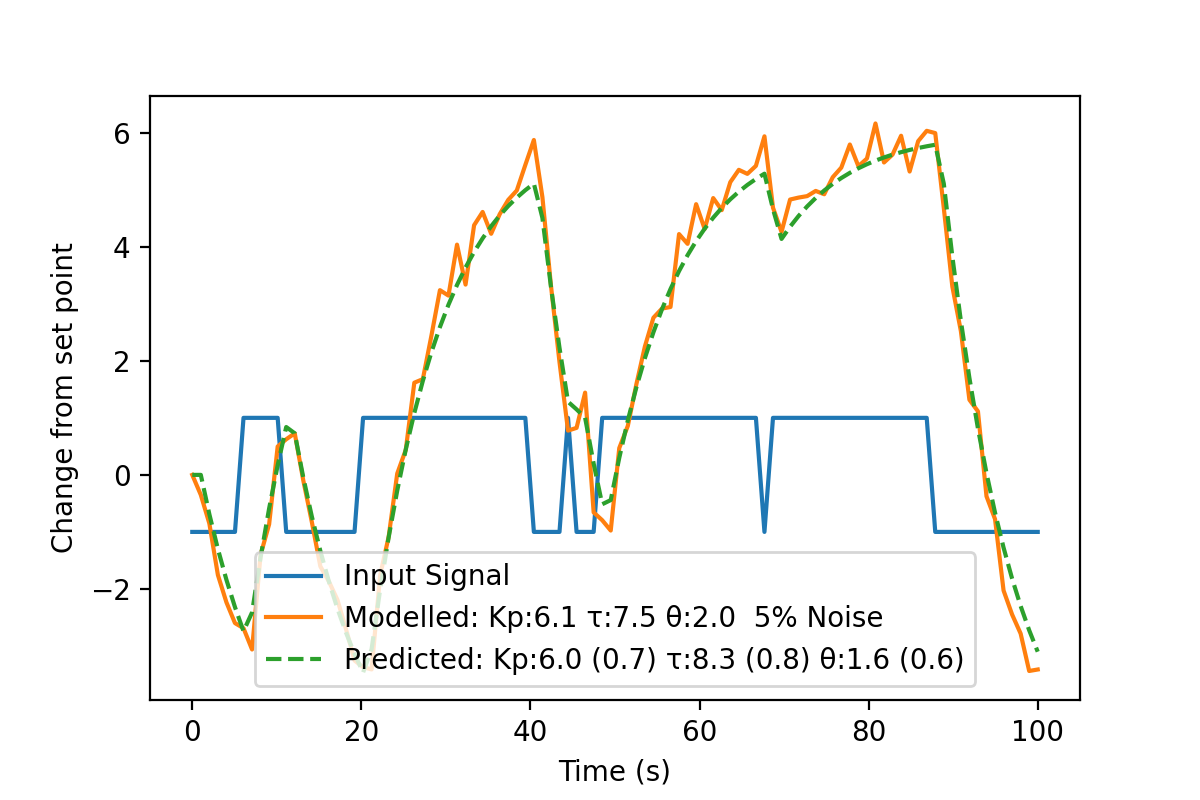 6
4
2
0
−2
Change from set point
Input Signal
Modelled: Kp:6.1 τ:7.5 θ:2.0  5% Noise
Predicted: Kp:6.0 (0.7) τ:8.3 (0.8) θ:1.6 (0.6)
0 20 40 60 80 100
Time (s)